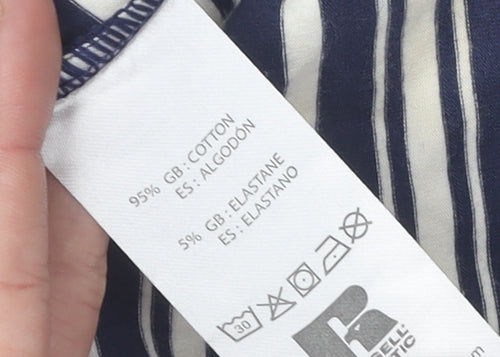 95% GB : COTTON
ES : ALGODÓN
5% GB : ELASTANE
ES : ELASTANO
30
R